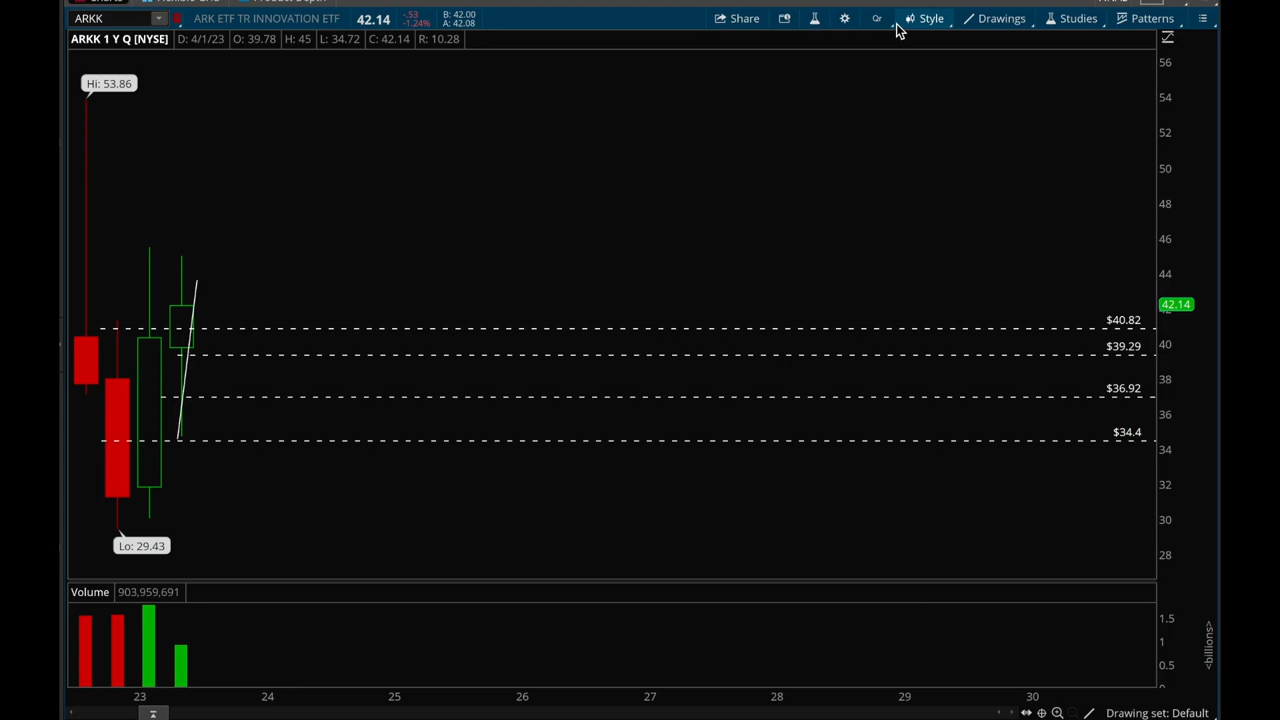 ARKK
ARK ETF TR INNOVATION ETF
42.14
-.53
-1.24%
B: 42.00
A: 42.08
Share
Qr
Style
Drawings
Studies
Patterns
ARKK 1 Y Q [NYSE]
D: 4/1/23
O: 39.78
H: 45
L: 34.72
C: 42.14
R: 10.28
Hi: 53.86
56
54
52
50
48
46
44
42.14
$40.82
40
$39.29
38
$36.92
36
$34.4
34
32
30
28
Lo: 29.43
Volume
903,959,691
1.5
1
0.5
<billions>
23
24
25
26
27
28
29
30
Drawing set: Default